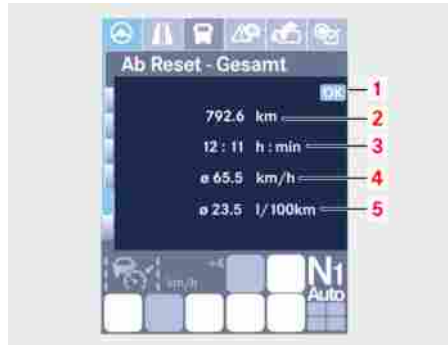 Ab Reset - Gesamt
OK 1
792.6 km 2
12 : 11 h : min 3
ø 65.5 km/h 4
ø 23.5 l/100km 5
km/h
N1
Auto